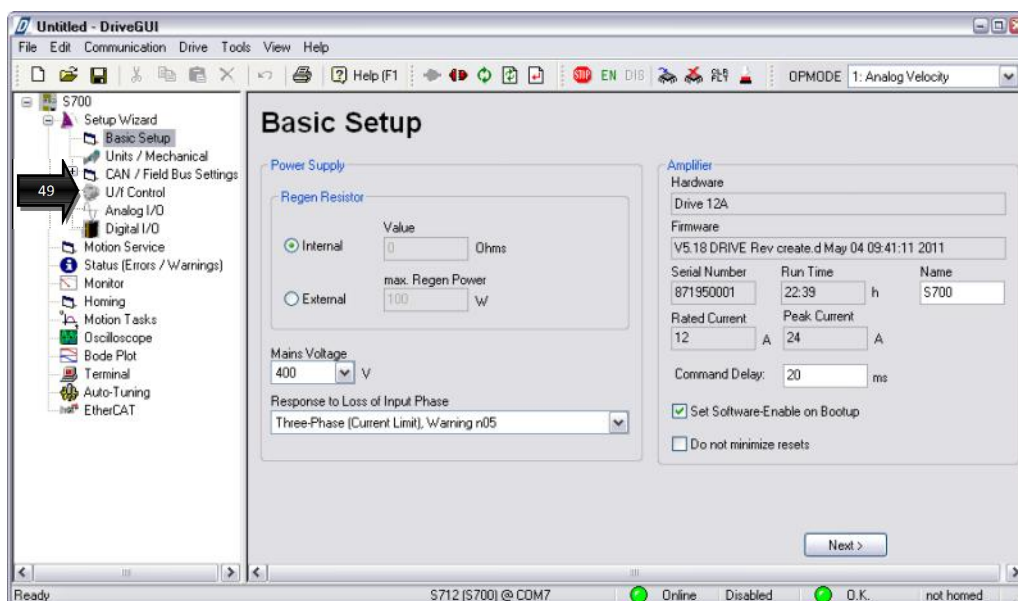 Untitled - DriveGUI
File Edit Communication Drive Tools View Help
Help (F1 STOP EN DIS OPMODE 1: Analog Velocity
S700
Setup Wizard
Basic Setup
Units / Mechanical
CAN / Field Bus Settings
49
U/f Control
Analog I/O
Digital I/O
Motion Service
Status (Errors / Warnings)
Monitor
Homing
Motion Tasks
Oscilloscope
Bode Plot
Terminal
Auto-Tuning
EtherCAT
Basic Setup
Power Supply
Regen Resistor
Value
Internal 0 Ohms
max. Regen Power
External 100 W
Mains Voltage
400 V
Response to Loss of Input Phase
Three-Phase (Current Limit), Warning n05
Amplifier
Hardware
Drive 12A
Firmware
V5.18 DRIVE Rev create.d May 04 09:41:11 2011
Serial Number Run Time Name
871950001 22:39 h S700
Rated Current Peak Current
12 A 24 A
Command Delay: 20 ms
Set Software-Enable on Bootup
Do not minimize resets
Next >
Ready S712 (S700) @ COM7 Online Disabled O.K. not homed